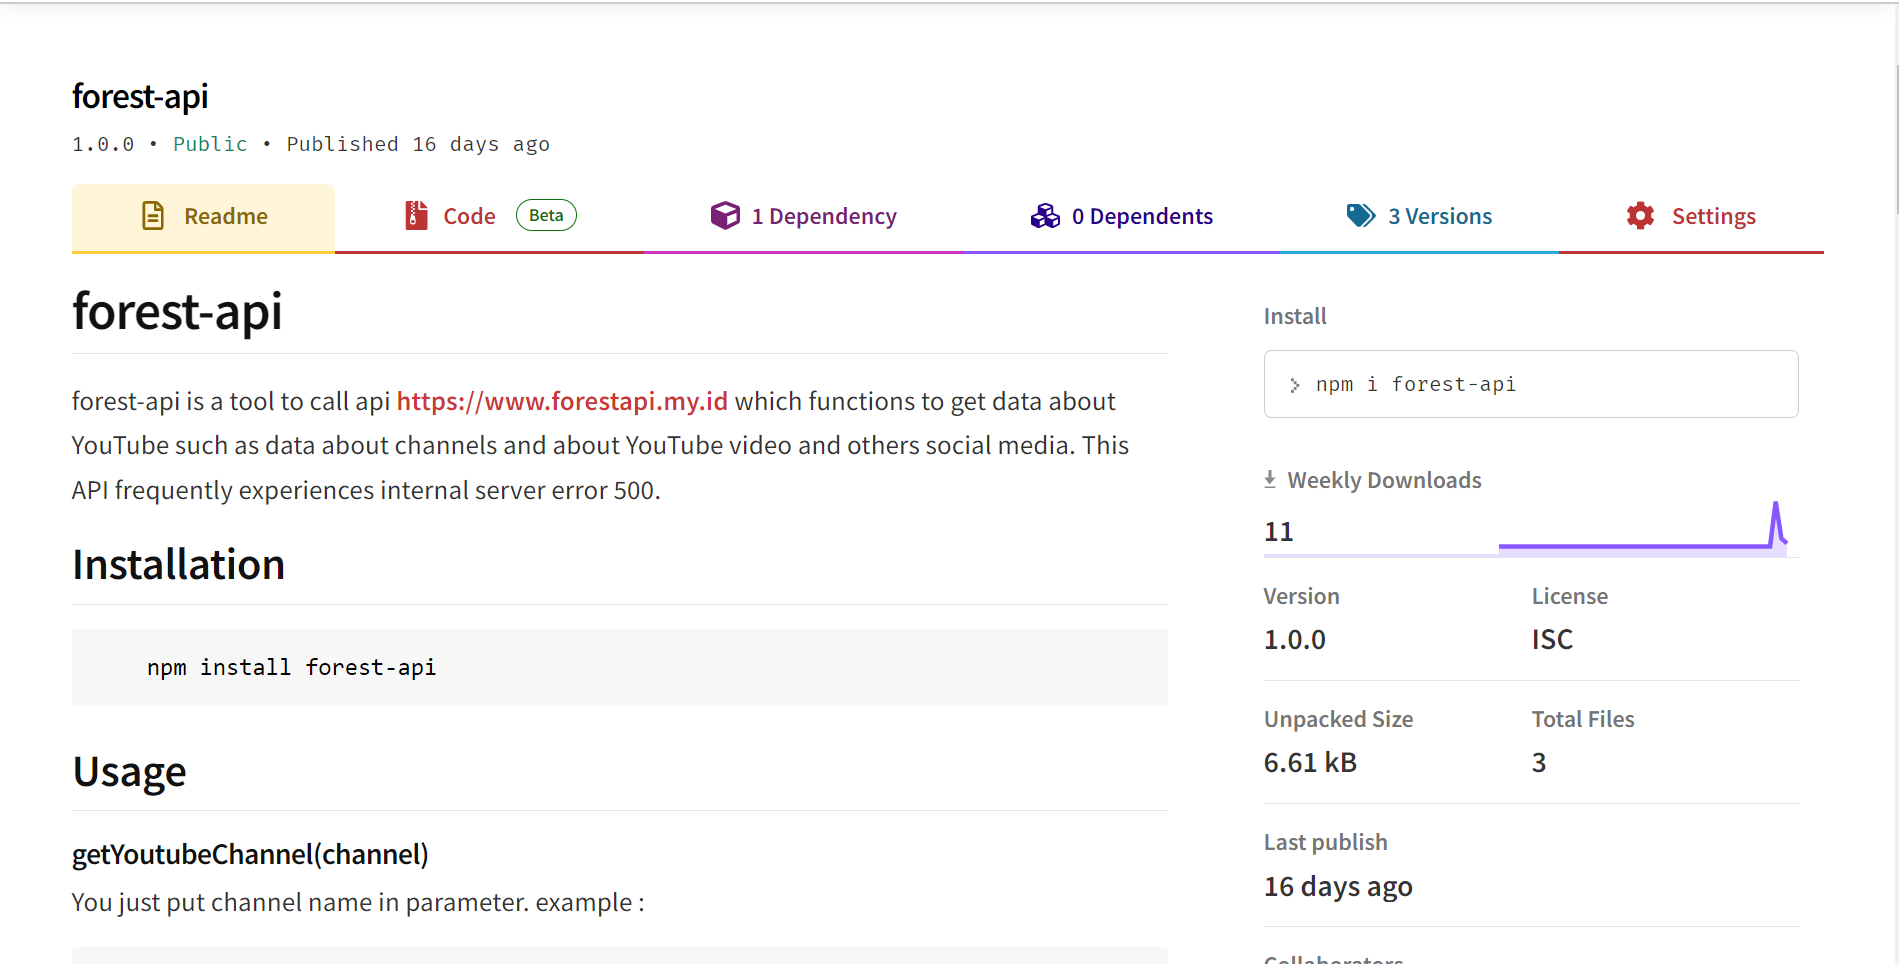 forest-api
1.0.0 • Public • Published 16 days ago
Readme
Code Beta
1 Dependency
0 Dependents
3 Versions
Settings
forest-api
forest-api is a tool to call api https://www.forestapi.my.id which functions to get data about
YouTube such as data about channels and about YouTube video and others social media. This
API frequently experiences internal server error 500.
Installation
npm install forest-api
Usage
getYoutubeChannel(channel)
You just put channel name in parameter. example :
Install
npm i forest-api
Weekly Downloads
11
Version
1.0.0
License
ISC
Unpacked Size
6.61 kB
Total Files
3
Last publish
16 days ago
Collaborators